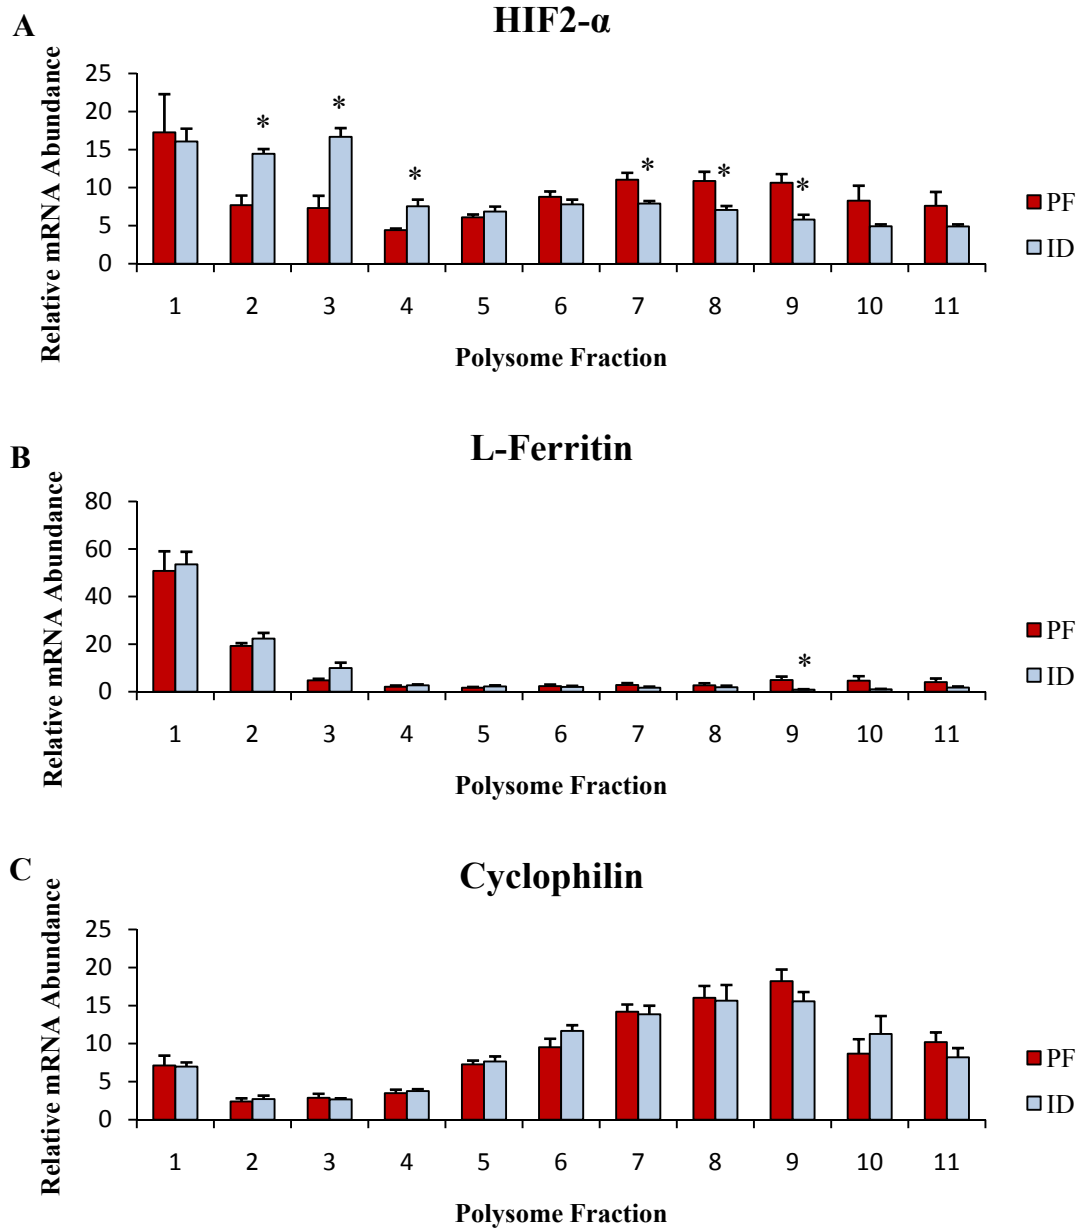 A
HIF2-α
Relative mRNA Abundance
25
20
15
10
5
0
* * * * * *
1 2 3 4 5 6 7 8 9 10 11
Polysome Fraction
PF
ID
B
L-Ferritin
Relative mRNA Abundance
80
60
40
20
0
*
1 2 3 4 5 6 7 8 9 10 11
Polysome Fraction
PF
ID
C
Cyclophilin
Relative mRNA Abundance
25
20
15
10
5
0
1 2 3 4 5 6 7 8 9 10 11
Polysome Fraction
PF
ID